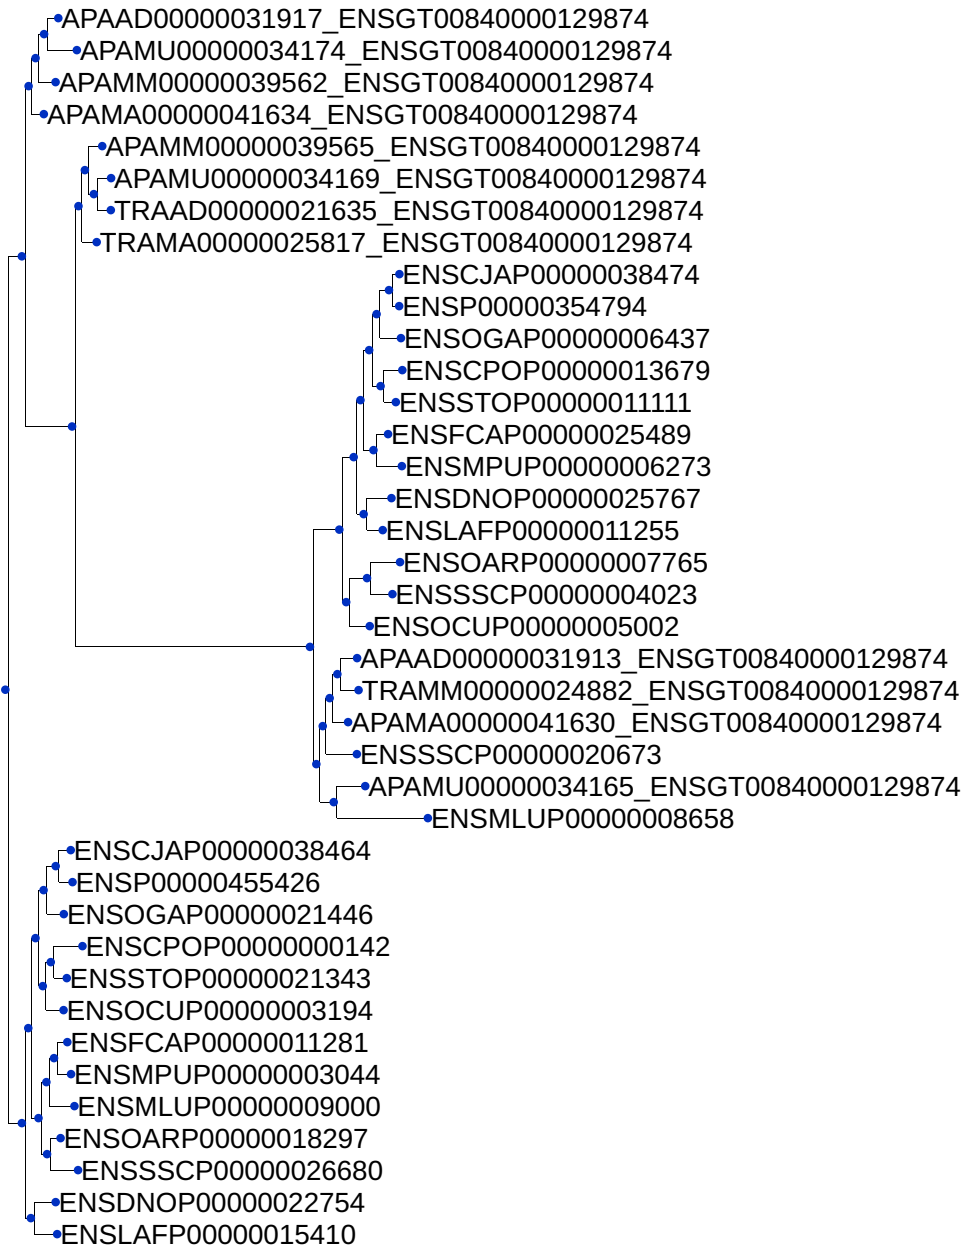 APAAD00000031917_ENSGT00840000129874
APAMU00000034174_ENSGT00840000129874
APAMM00000039562_ENSGT00840000129874
APAMA00000041634_ENSGT00840000129874
APAMM00000039565_ENSGT00840000129874
APAMU00000034169_ENSGT00840000129874
TRAAD00000021635_ENSGT00840000129874
TRAMA00000025817_ENSGT00840000129874
ENSCJAP00000038474
ENSP00000354794
ENSOGAP00000006437
ENSCPOP00000013679
ENSSTOP00000011111
ENSFCAP00000025489
ENSMPUP00000006273
ENSDNOP00000025767
ENSLAFP00000011255
ENSOARP00000007765
ENSSSCP00000004023
ENSOCUP00000005002
APAAD00000031913_ENSGT00840000129874
TRAMM00000024882_ENSGT00840000129874
APAMA00000041630_ENSGT00840000129874
ENSSSCP00000020673
APAMU00000034165_ENSGT00840000129874
ENSMLUP00000008658
ENSCJAP00000038464
ENSP00000455426
ENSOGAP00000021446
ENSCPOP00000000142
ENSSTOP00000021343
ENSOCUP00000003194
ENSFCAP00000011281
ENSMPUP00000003044
ENSMLUP00000009000
ENSOARP00000018297
ENSSSCP00000026680
ENSDNOP00000022754
ENSLAFP00000015410